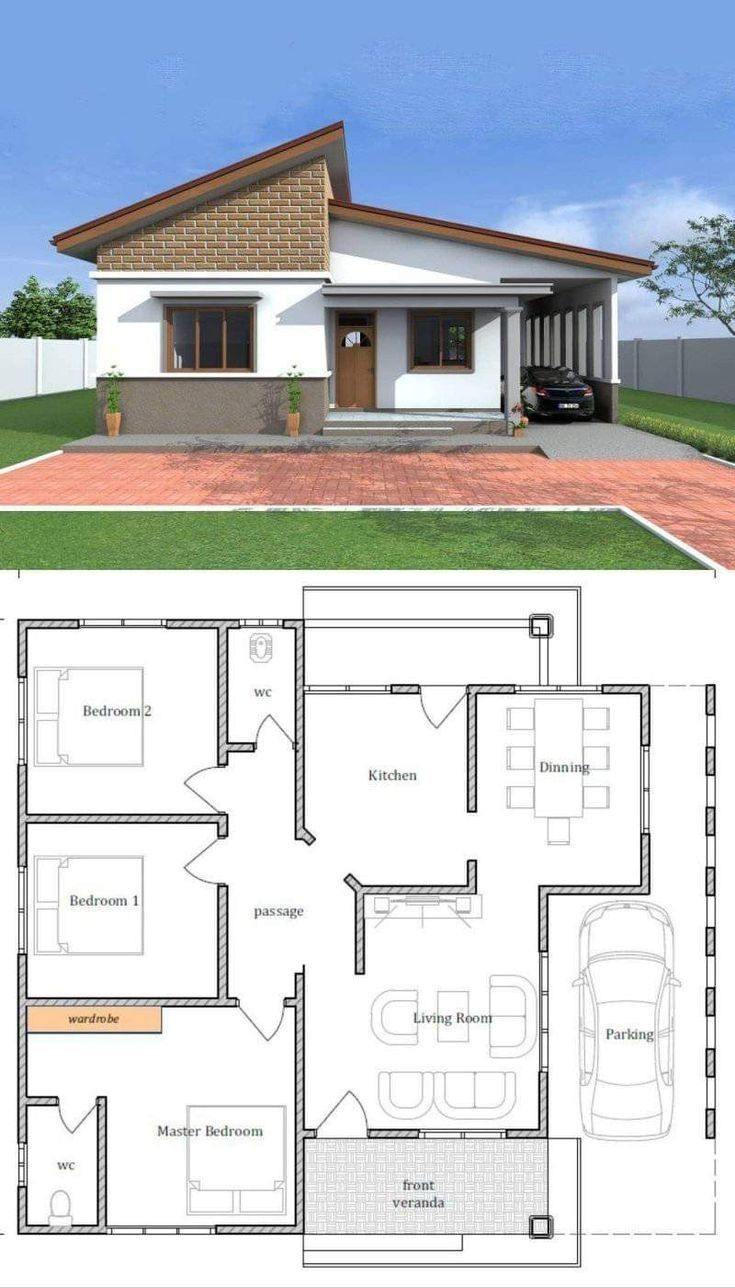 wc
Bedroom 2
Kitchen
Dinning
Bedroom 1
passage
wardrobe
Living Room
Parking
Master Bedroom
wc
front
veranda